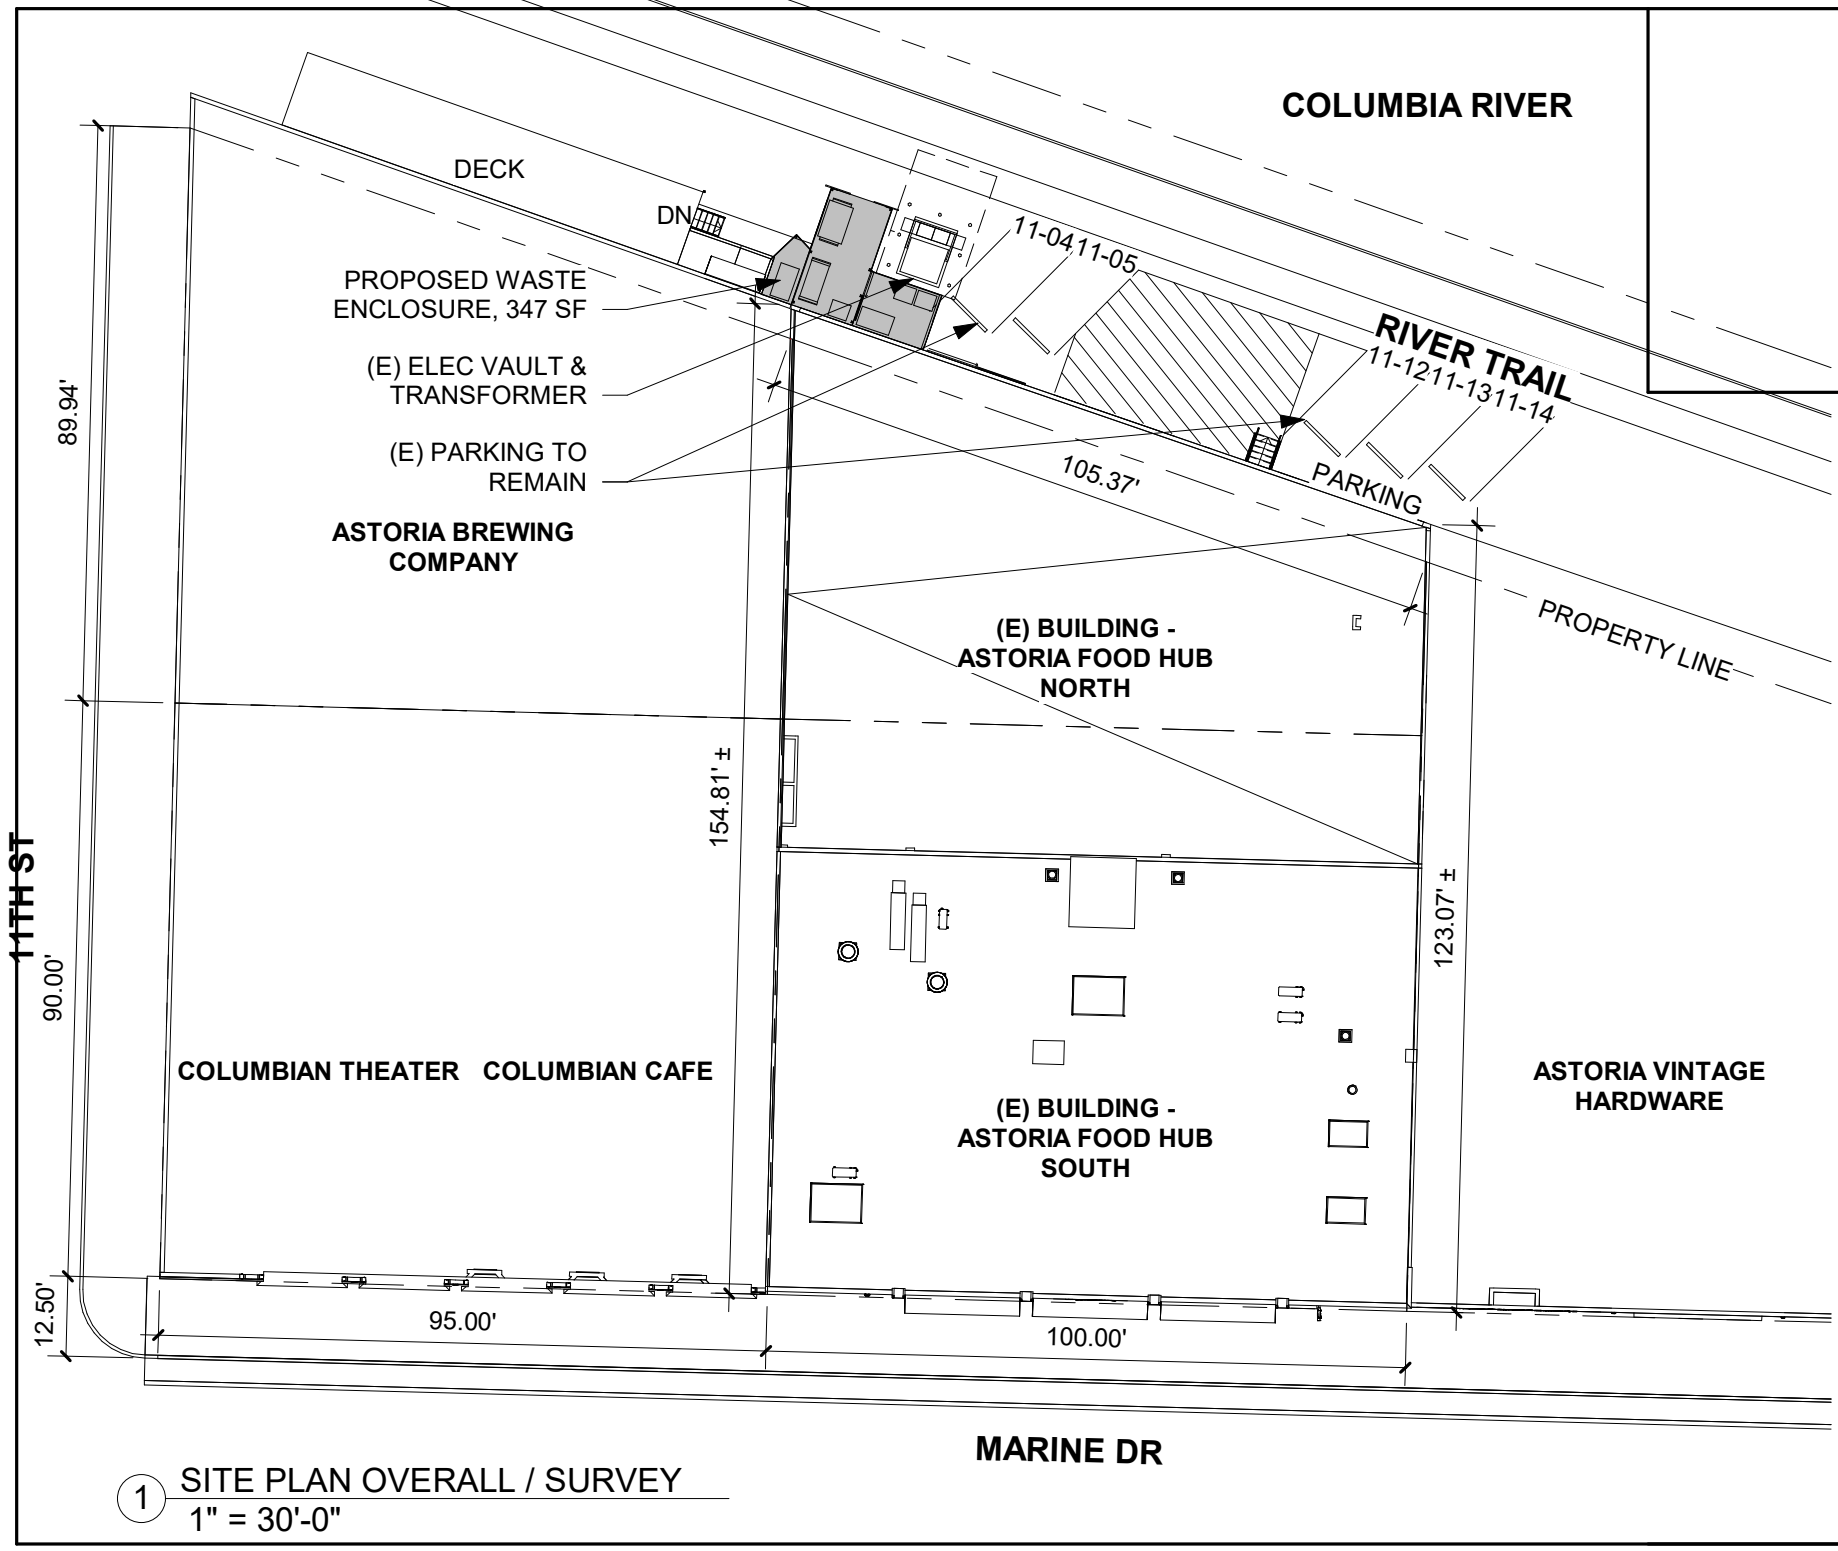 COLUMBIA RIVER
DECK
DN
11-04
11-05
PROPOSED WASTE
ENCLOSURE, 347 SF
(E) ELEC VAULT &
TRANSFORMER
(E) PARKING TO
REMAIN
RIVER TRAIL
11-12
11-13
11-14
PARKING
105.37'
89.94'
ASTORIA BREWING
COMPANY
(E) BUILDING -
ASTORIA FOOD HUB
NORTH
PROPERTY LINE
154.81' ±
123.07' ±
11TH ST
90.00'
COLUMBIAN THEATER
COLUMBIAN CAFE
(E) BUILDING -
ASTORIA FOOD HUB
SOUTH
ASTORIA VINTAGE
HARDWARE
12.50'
95.00'
100.00'
MARINE DR
1
SITE PLAN OVERALL / SURVEY
1" = 30'-0"